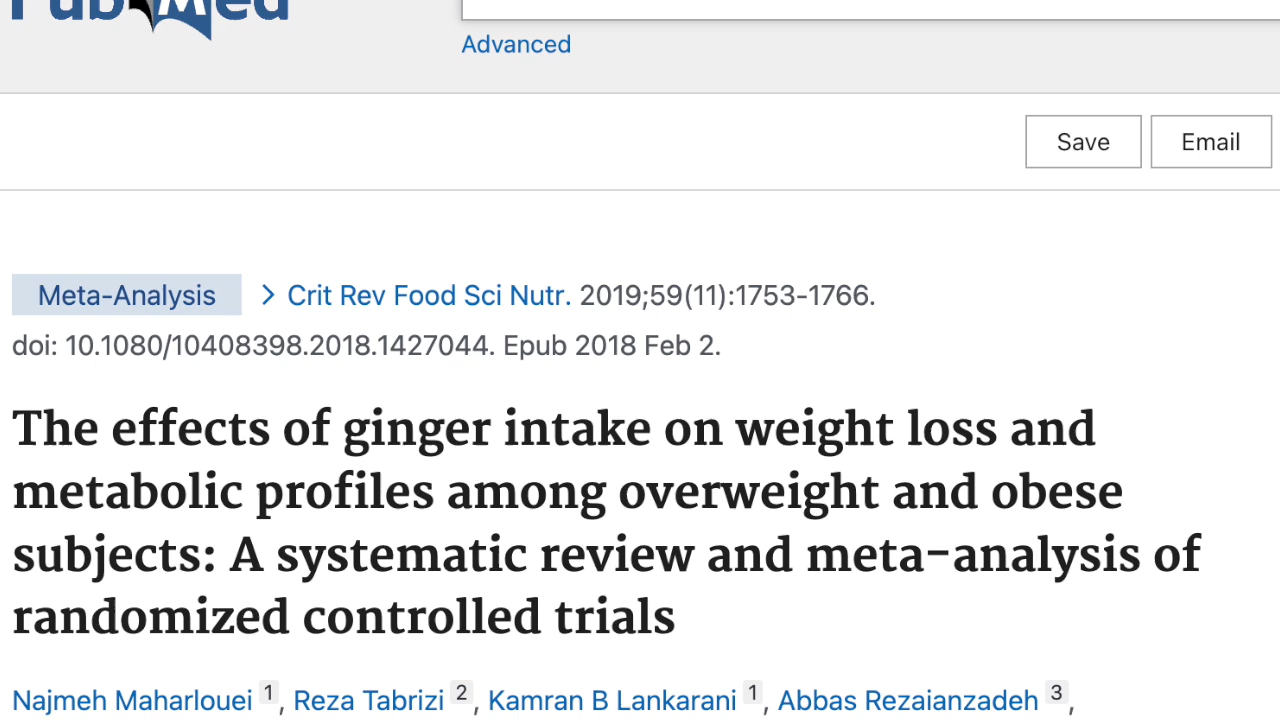 PubMed
Advanced
Save
Email
Meta-Analysis > Crit Rev Food Sci Nutr. 2019;59(11):1753-1766.
doi: 10.1080/10408398.2018.1427044. Epub 2018 Feb 2.
The effects of ginger intake on weight loss and
metabolic profiles among overweight and obese
subjects: A systematic review and meta-analysis of
randomized controlled trials
Najmeh Maharlouei 1, Reza Tabrizi 2, Kamran B Lankarani 1, Abbas Rezaianzadeh 3,